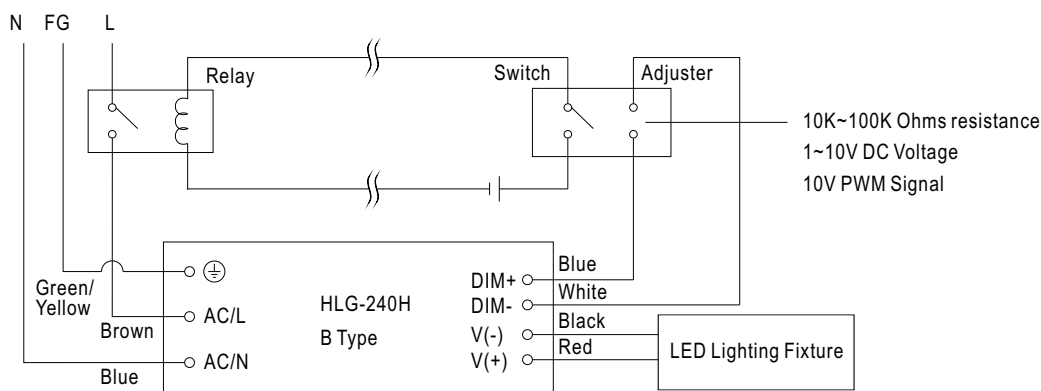 N FG L
Relay
Switch
Adjuster
10K~100K Ohms resistance
1~10V DC Voltage
10V PWM Signal
Green/
Yellow
Brown
Blue
AC/L
AC/N
HLG-240H
B Type
DIM+
DIM-
V(-)
V(+)
Blue
White
Black
Red
LED Lighting Fixture